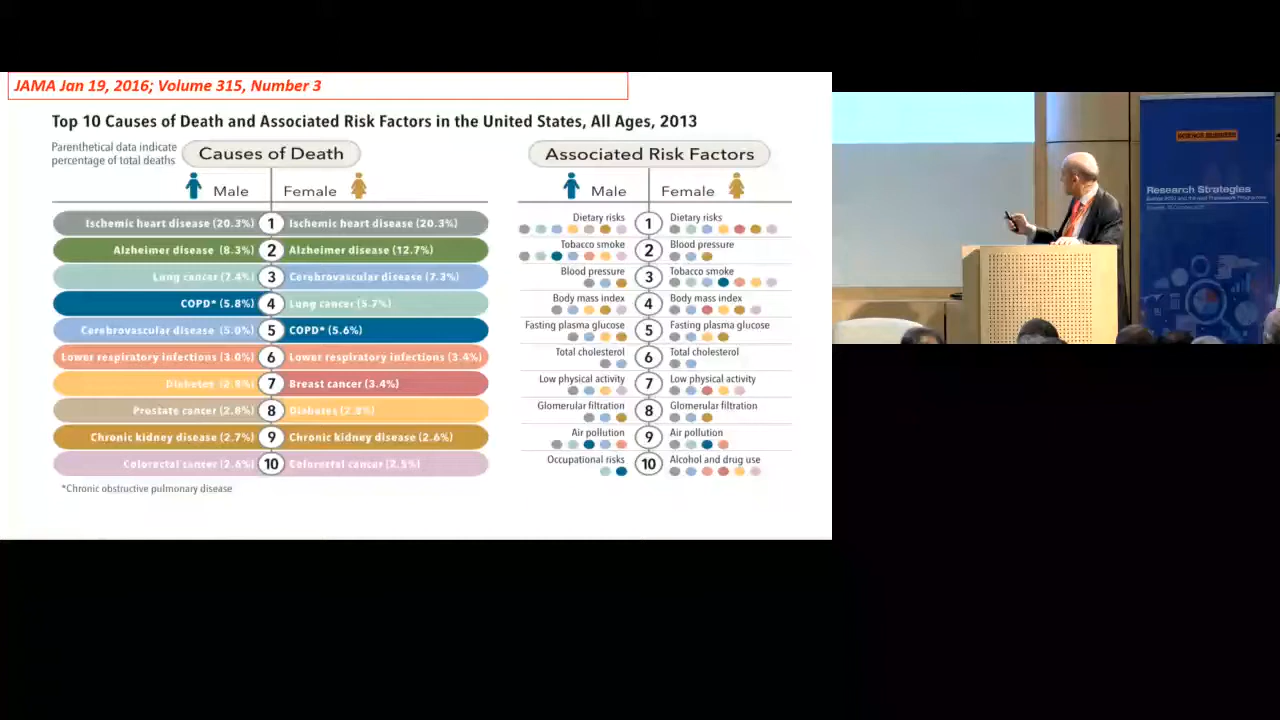 JAMA Jan 19, 2016; Volume 315, Number 3
Top 10 Causes of Death and Associated Risk Factors in the United States, All Ages, 2013
Parenthetical data indicate
percentage of total deaths
Causes of Death
Male
Female
Ischemic heart disease (20.3%) 1 Ischemic heart disease (20.3%)
Alzheimer disease (8.3%) 2 Alzheimer disease (12.7%)
Lung cancer (7.4%) 3 Cerebrovascular disease (7.3%)
COPD* (5.8%) 4 Lung cancer (5.7%)
Cerebrovascular disease (5.0%) 5 COPD* (5.6%)
Lower respiratory infections (3.0%) 6 Lower respiratory infections (3.4%)
Diabetes 7 Breast cancer (3.4%)
Prostate cancer (2.8%) 8 Diabetes (2.8%)
Chronic kidney disease (2.7%) 9 Chronic kidney disease (2.6%)
Colorectal cancer (2.6%) 10 Colorectal cancer (2.5%)
*Chronic obstructive pulmonary disease
Associated Risk Factors
Male
Female
Dietary risks 1 Dietary risks
Tobacco smoke 2 Blood pressure
Blood pressure 3 Tobacco smoke
Body mass index 4 Body mass index
Fasting plasma glucose 5 Fasting plasma glucose
Total cholesterol 6 Total cholesterol
Low physical activity 7 Low physical activity
Glomerular filtration 8 Glomerular filtration
Air pollution 9 Air pollution
Occupational risks 10 Alcohol and drug use
SCIENCE BUSINESS
Research Strategies